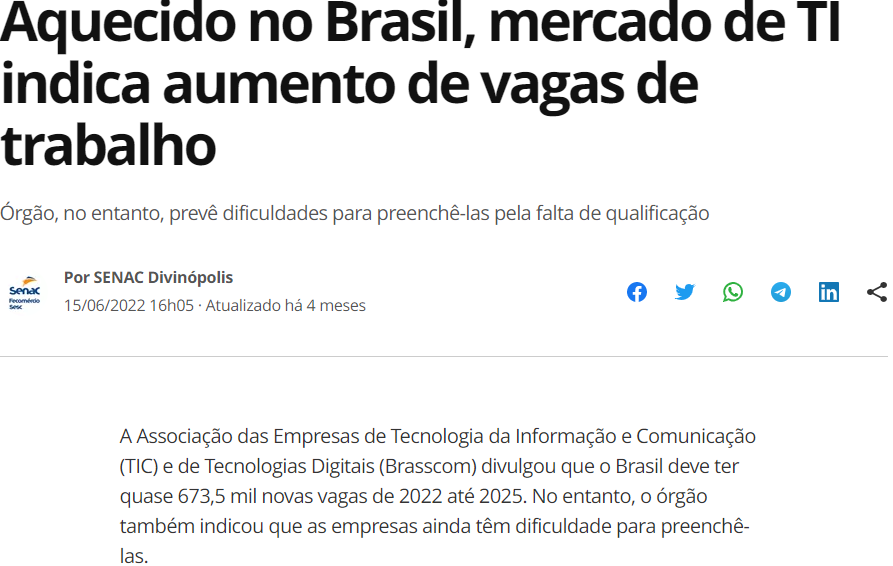 Aquecido no Brasil, mercado de TI
indica aumento de vagas de
trabalho
Órgão, no entanto, prevê dificuldades para preenchê-las pela falta de qualificação
Senac
Fecomércio
Sesc
Por SENAC Divinópolis
15/06/2022 16h05 · Atualizado há 4 meses
in
A Associação das Empresas de Tecnologia da Informação e Comunicação
(TIC) e de Tecnologias Digitais (Brasscom) divulgou que o Brasil deve ter
quase 673,5 mil novas vagas de 2022 até 2025. No entanto, o órgão
também indicou que as empresas ainda têm dificuldade para preenchê-
las.